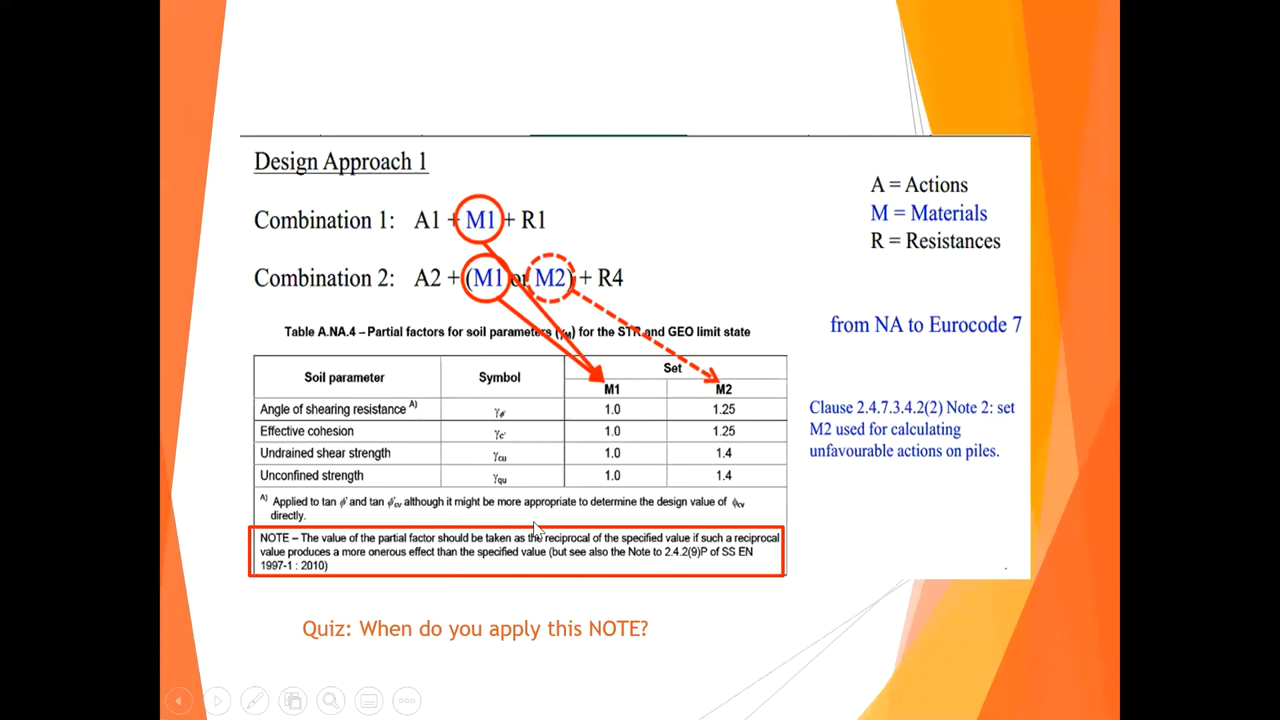 Design Approach 1
A = Actions
Combination 1: A1 + M1 + R1
M = Materials
R = Resistances
Combination 2: A2 + (M1 or M2) + R4
Table A.NA.4 – Partial factors for soil parameters (γM) for the STR and GEO limit state
from NA to Eurocode 7
Soil parameter Symbol Set
M1 M2
Angle of shearing resistance A) γφ' 1.0 1.25
Effective cohesion γc' 1.0 1.25
Undrained shear strength γcu 1.0 1.4
Unconfined strength γqu 1.0 1.4
Clause 2.4.7.3.4.2(2) Note 2: set
M2 used for calculating
unfavourable actions on piles.
A) Applied to tan φ' and tan φ'cv although it might be more appropriate to determine the design value of φ'cv
directly.
NOTE – The value of the partial factor should be taken as the reciprocal of the specified value if such a reciprocal
value produces a more onerous effect than the specified value (but see also the Note to 2.4.2(9)P of SS EN
1997-1 : 2010)
Quiz: When do you apply this NOTE?